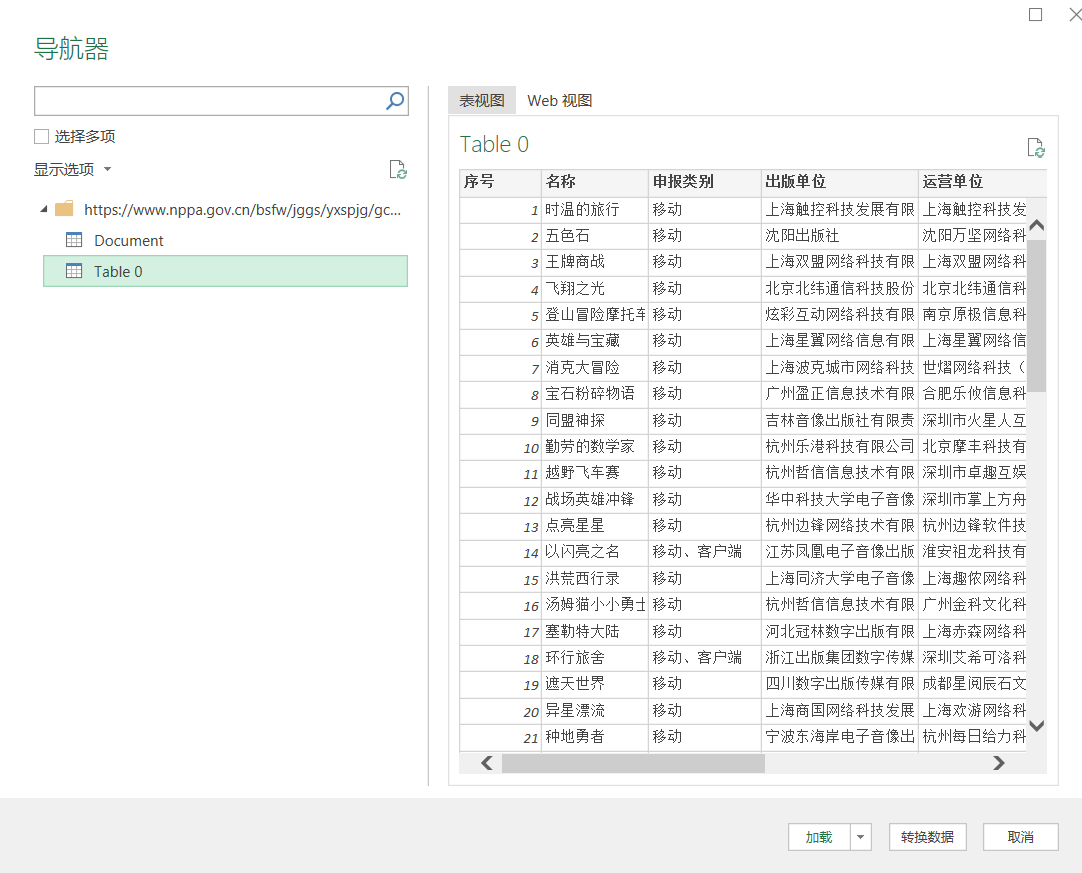 导航器
选择多项
显示选项
https://www.nppa.gov.cn/bsfw/jggs/yxspjg/gc...
Document
Table 0
表视图 Web 视图
Table 0
序号 名称 申报类别 出版单位 运营单位
1 时温的旅行 移动 上海触控科技发展有限 上海触控科技发
2 五色石 移动 沈阳出版社 沈阳万坚网络科
3 王牌商战 移动 上海双盟网络科技有限 上海双盟网络科
4 飞翔之光 移动 北京北纬通信科技股份 北京北纬通信科
5 登山冒险摩托车 移动 炫彩互动网络科技有限 南京原极信息科
6 英雄与宝藏 移动 上海星翼网络信息有限 上海星翼网络信
7 消克大冒险 移动 上海波克城市网络科技 世熠网络科技（
8 宝石粉碎物语 移动 广州盈正信息技术有限 合肥乐攸信息科
9 同盟神探 移动 吉林音像出版社有限责 深圳市火星人互
10 勤劳的数学家 移动 杭州乐港科技有限公司 北京摩丰科技有
11 越野飞车赛 移动 杭州哲信信息技术有限 深圳市卓趣互娱
12 战场英雄冲锋 移动 华中科技大学电子音像 深圳市掌上方舟
13 点亮星星 移动 杭州边锋网络技术有限 杭州边锋软件技
14 以闪亮之名 移动、客户端 江苏凤凰电子音像出版 淮安祖龙科技有
15 洪荒西行录 移动 上海同济大学电子音像 上海趣侬网络科
16 汤姆猫小小勇士 移动 杭州哲信信息技术有限 广州金科文化科
17 塞勒特大陆 移动 河北冠林数字出版有限 上海赤森网络科
18 环行旅舍 移动、客户端 浙江出版集团数字传媒 深圳艾希可洛科
19 遮天世界 移动 四川数字出版传媒有限 成都星阅辰石文
20 异星漂流 移动 上海商国网络科技发展 上海欢游网络科
21 种地勇者 移动 宁波东海岸电子音像出 杭州每日给力科
加载 转换数据 取消